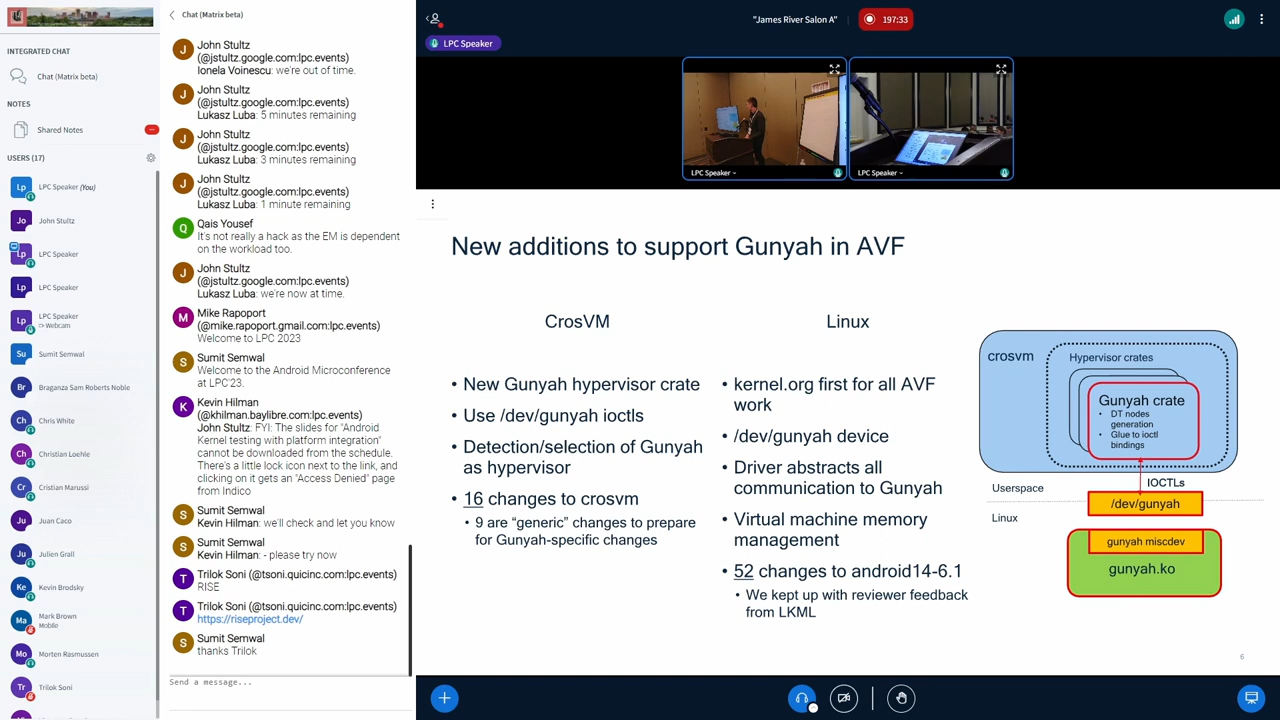 INTEGRATED CHAT
Chat (Matrix beta)
NOTES
Shared Notes
USERS (17)
Lp
LPC Speaker (You)
Jo
John Stultz
Lp
LPC Speaker
Lp
LPC Speaker
Lp
LPC Speaker
Webcam
Su
Sumit Semwal
Br
Braganza Sam Roberts Noble
Ch
Chris White
Ch
Christian Loehle
Cr
Cristian Marussi
Ju
Juan Caco
Ju
Julien Grall
Ke
Kevin Brodsky
Ma
Mark Brown
Mobile
Mo
Morten Rasmussen
Tr
Trilok Soni
Chat (Matrix beta)
J
John Stultz
(@jstultz.google.com:lpc.events)
Ionela Voinescu: we're out of time.
J
John Stultz
(@jstultz.google.com:lpc.events)
Lukasz Luba: 5 minutes remaining
J
John Stultz
(@jstultz.google.com:lpc.events)
Lukasz Luba: 3 minutes remaining
J
John Stultz
(@jstultz.google.com:lpc.events)
Lukasz Luba: 1 minute remaining
Q
Qais Yousef
It's not really a hack as the EM is dependent
on the workload too.
J
John Stultz
(@jstultz.google.com:lpc.events)
Lukasz Luba: we're now at time.
M
Mike Rapoport
(@mike.rapoport.gmail.com:lpc.events)
Welcome to LPC 2023
S
Sumit Semwal
Welcome to the Android Microconference
at LPC'23.
K
Kevin Hilman
(@khilman.baylibre.com:lpc.events)
John Stultz: FYI: The slides for "Android
Kernel testing with platform integration"
cannot be downloaded from the schedule.
There's a little lock icon next to the link, and
clicking on it gets an "Access Denied" page
from Indico
S
Sumit Semwal
Kevin Hilman: we'll check and let you know
S
Sumit Semwal
Kevin Hilman: - please try now
T
Trilok Soni (@tsoni.quicinc.com:lpc.events)
RISE
T
Trilok Soni (@tsoni.quicinc.com:lpc.events)
https://riseproject.dev/
S
Sumit Semwal
thanks Trilok
Send a message...
"James River Salon A"
197:33
LPC Speaker
LPC Speaker
LPC Speaker
New additions to support Gunyah in AVF
CrosVM
• New Gunyah hypervisor crate
• Use /dev/gunyah ioctls
• Detection/selection of Gunyah
as hypervisor
• 16 changes to crosvm
• 9 are “generic” changes to prepare
for Gunyah-specific changes
Linux
• kernel.org first for all AVF
work
• /dev/gunyah device
• Driver abstracts all
communication to Gunyah
• Virtual machine memory
management
• 52 changes to android14-6.1
• We kept up with reviewer feedback
from LKML
crosvm
Hypervisor crates
Gunyah crate
• DT nodes
generation
• Glue to ioctl
bindings
IOCTLs
Userspace
/dev/gunyah
Linux
gunyah miscdev
gunyah.ko
6